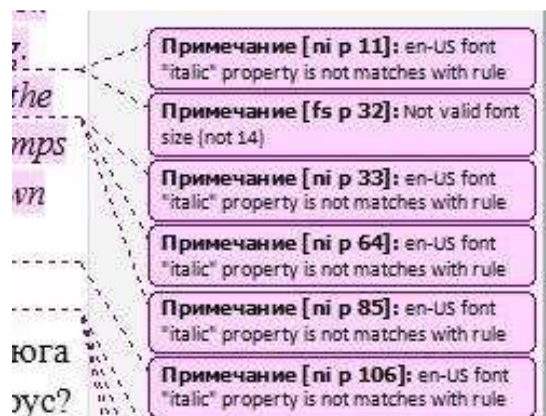 the
mps
wn
юга
рус?
Примечание [ni p 11]: en-US font
"italic" property is not matches with rule
Примечание [fs p 32]: Not valid font
size (not 14)
Примечание [ni p 33]: en-US font
"italic" property is not matches with rule
Примечание [ni p 64]: en-US font
"italic" property is not matches with rule
Примечание [ni p 85]: en-US font
"italic" property is not matches with rule
Примечание [ni p 106]: en-US font
"italic" property is not matches with rule